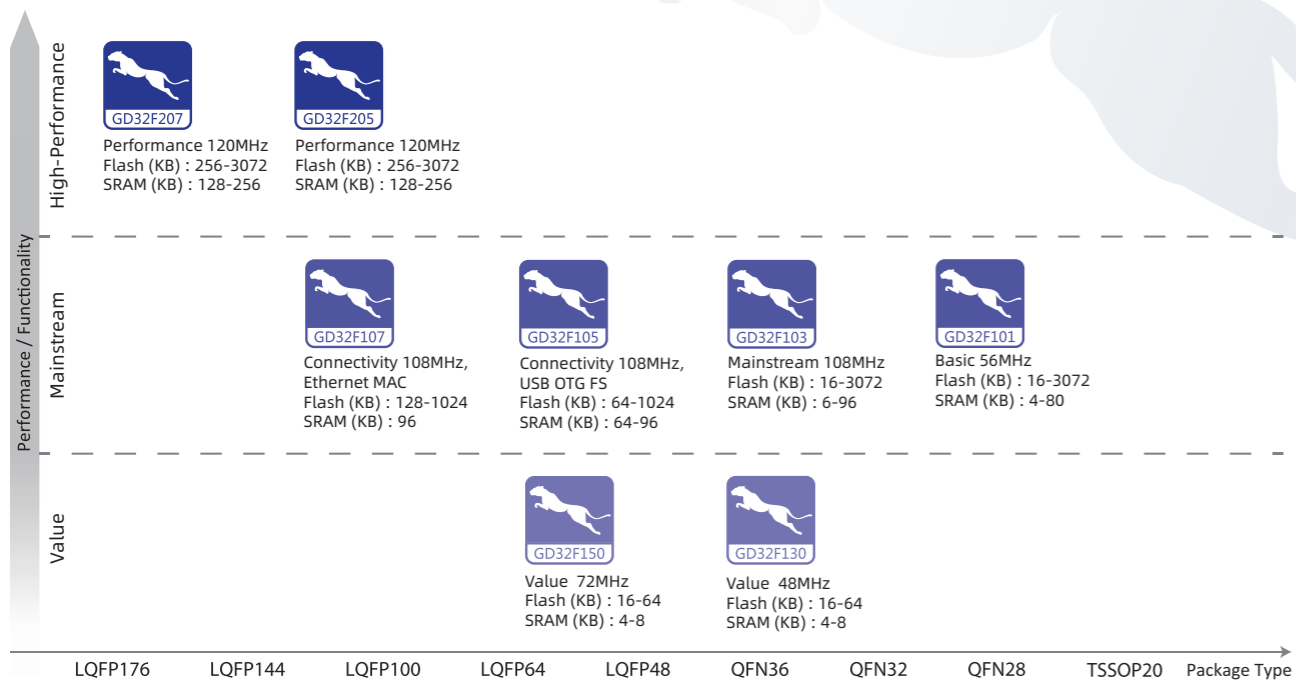 Performance / Functionality
High-Performance
GD32F207
Performance 120MHz
Flash (KB) : 256-3072
SRAM (KB) : 128-256
GD32F205
Performance 120MHz
Flash (KB) : 256-3072
SRAM (KB) : 128-256
Mainstream
GD32F107
Connectivity 108MHz,
Ethernet MAC
Flash (KB) : 128-1024
SRAM (KB) : 96
GD32F105
Connectivity 108MHz,
USB OTG FS
Flash (KB) : 64-1024
SRAM (KB) : 64-96
GD32F103
Mainstream 108MHz
Flash (KB) : 16-3072
SRAM (KB) : 6-96
GD32F101
Basic 56MHz
Flash (KB) : 16-3072
SRAM (KB) : 4-80
Value
GD32F150
Value 72MHz
Flash (KB) : 16-64
SRAM (KB) : 4-8
GD32F130
Value 48MHz
Flash (KB) : 16-64
SRAM (KB) : 4-8
LQFP176 LQFP144 LQFP100 LQFP64 LQFP48 QFN36 QFN32 QFN28 TSSOP20 Package Type